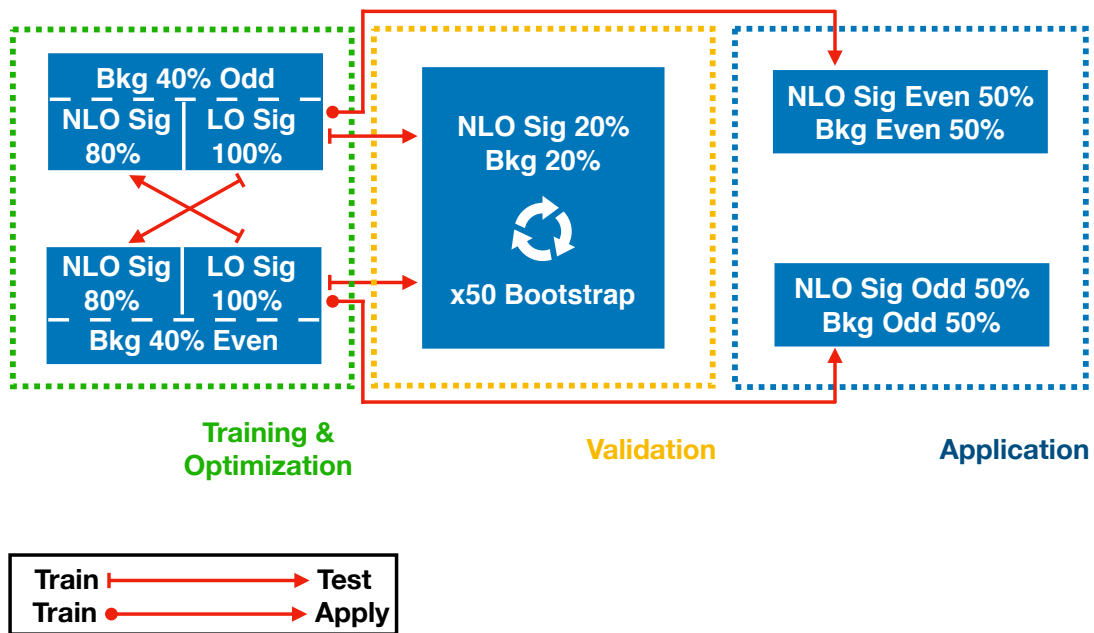 Bkg 40% Odd
NLO Sig
80%
LO Sig
100%
NLO Sig
80%
LO Sig
100%
Bkg 40% Even
NLO Sig 20%
Bkg 20%
x50 Bootstrap
NLO Sig Even 50%
Bkg Even 50%
NLO Sig Odd 50%
Bkg Odd 50%
Training &
Optimization
Validation
Application
Train Test
Train Apply